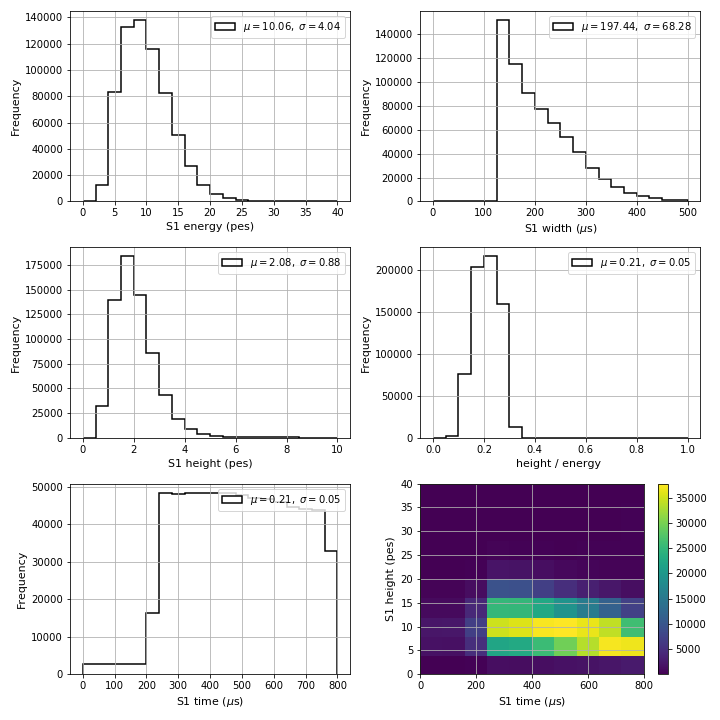 140000
120000
100000
80000
60000
40000
20000
0
Frequency
μ = 10.06, σ = 4.04
0 5 10 15 20 25 30 35 40
S1 energy (pes)
140000
120000
100000
80000
60000
40000
20000
0
Frequency
μ = 197.44, σ = 68.28
0 100 200 300 400 500
S1 width (μs)
175000
150000
125000
100000
75000
50000
25000
0
Frequency
μ = 2.08, σ = 0.88
0 2 4 6 8 10
S1 height (pes)
200000
150000
100000
50000
0
Frequency
μ = 0.21, σ = 0.05
0.0 0.2 0.4 0.6 0.8 1.0
height / energy
50000
40000
30000
20000
10000
0
Frequency
μ = 0.21, σ = 0.05
0 100 200 300 400 500 600 700 800
S1 time (μs)
40
35
30
25
20
15
10
5
0
S1 height (pes)
0 200 400 600 800
S1 time (μs)
35000
30000
25000
20000
15000
10000
5000